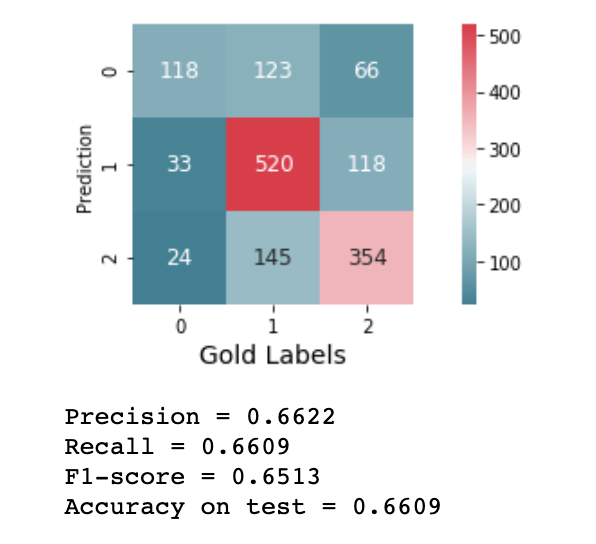 0 118 123 66
1 33 520 118
2 24 145 354
Prediction
0 1 2
Gold Labels
500
400
300
200
100
Precision = 0.6622
Recall = 0.6609
F1-score = 0.6513
Accuracy on test = 0.6609